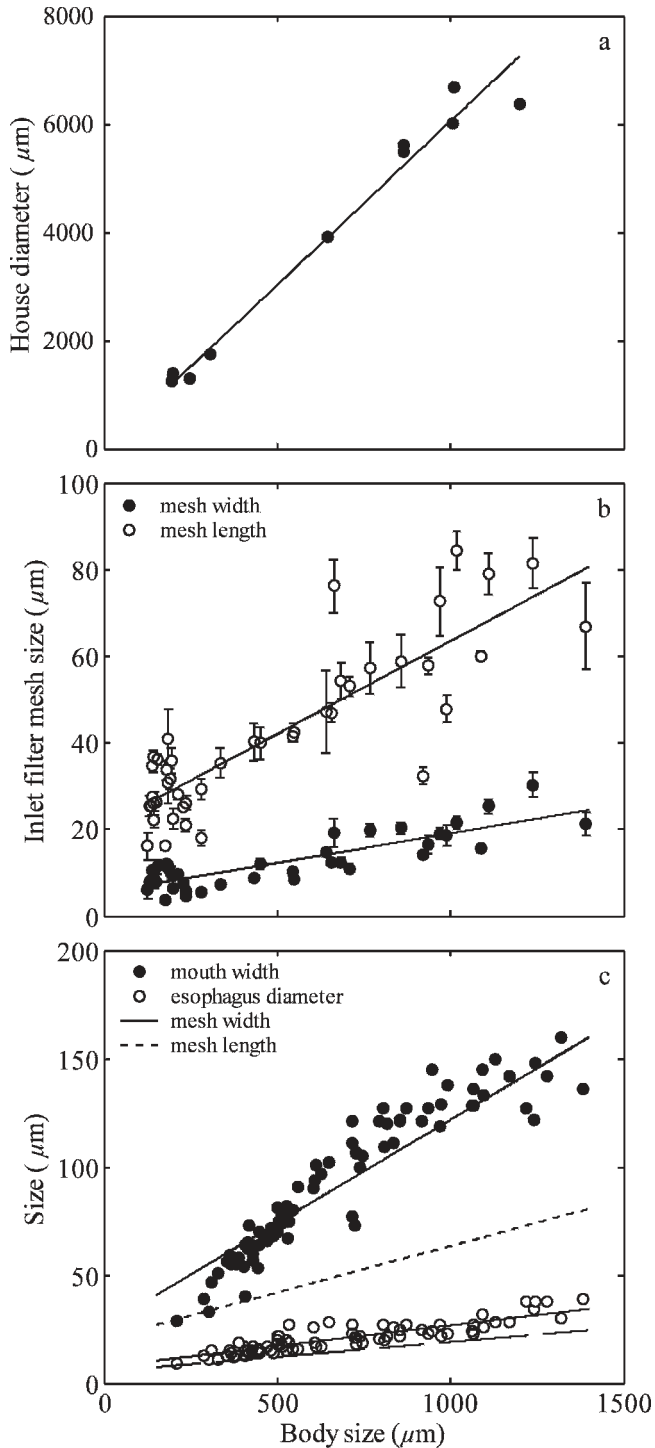 a
8000
6000
4000
2000
0
House diameter ( µm)
b
mesh width
mesh length
100
80
60
40
20
0
Inlet filter mesh size ( µm)
c
mouth width
esophagus diameter
mesh width
mesh length
200
150
100
50
0
Size ( µm)
0 500 1000 1500
Body size (µm)